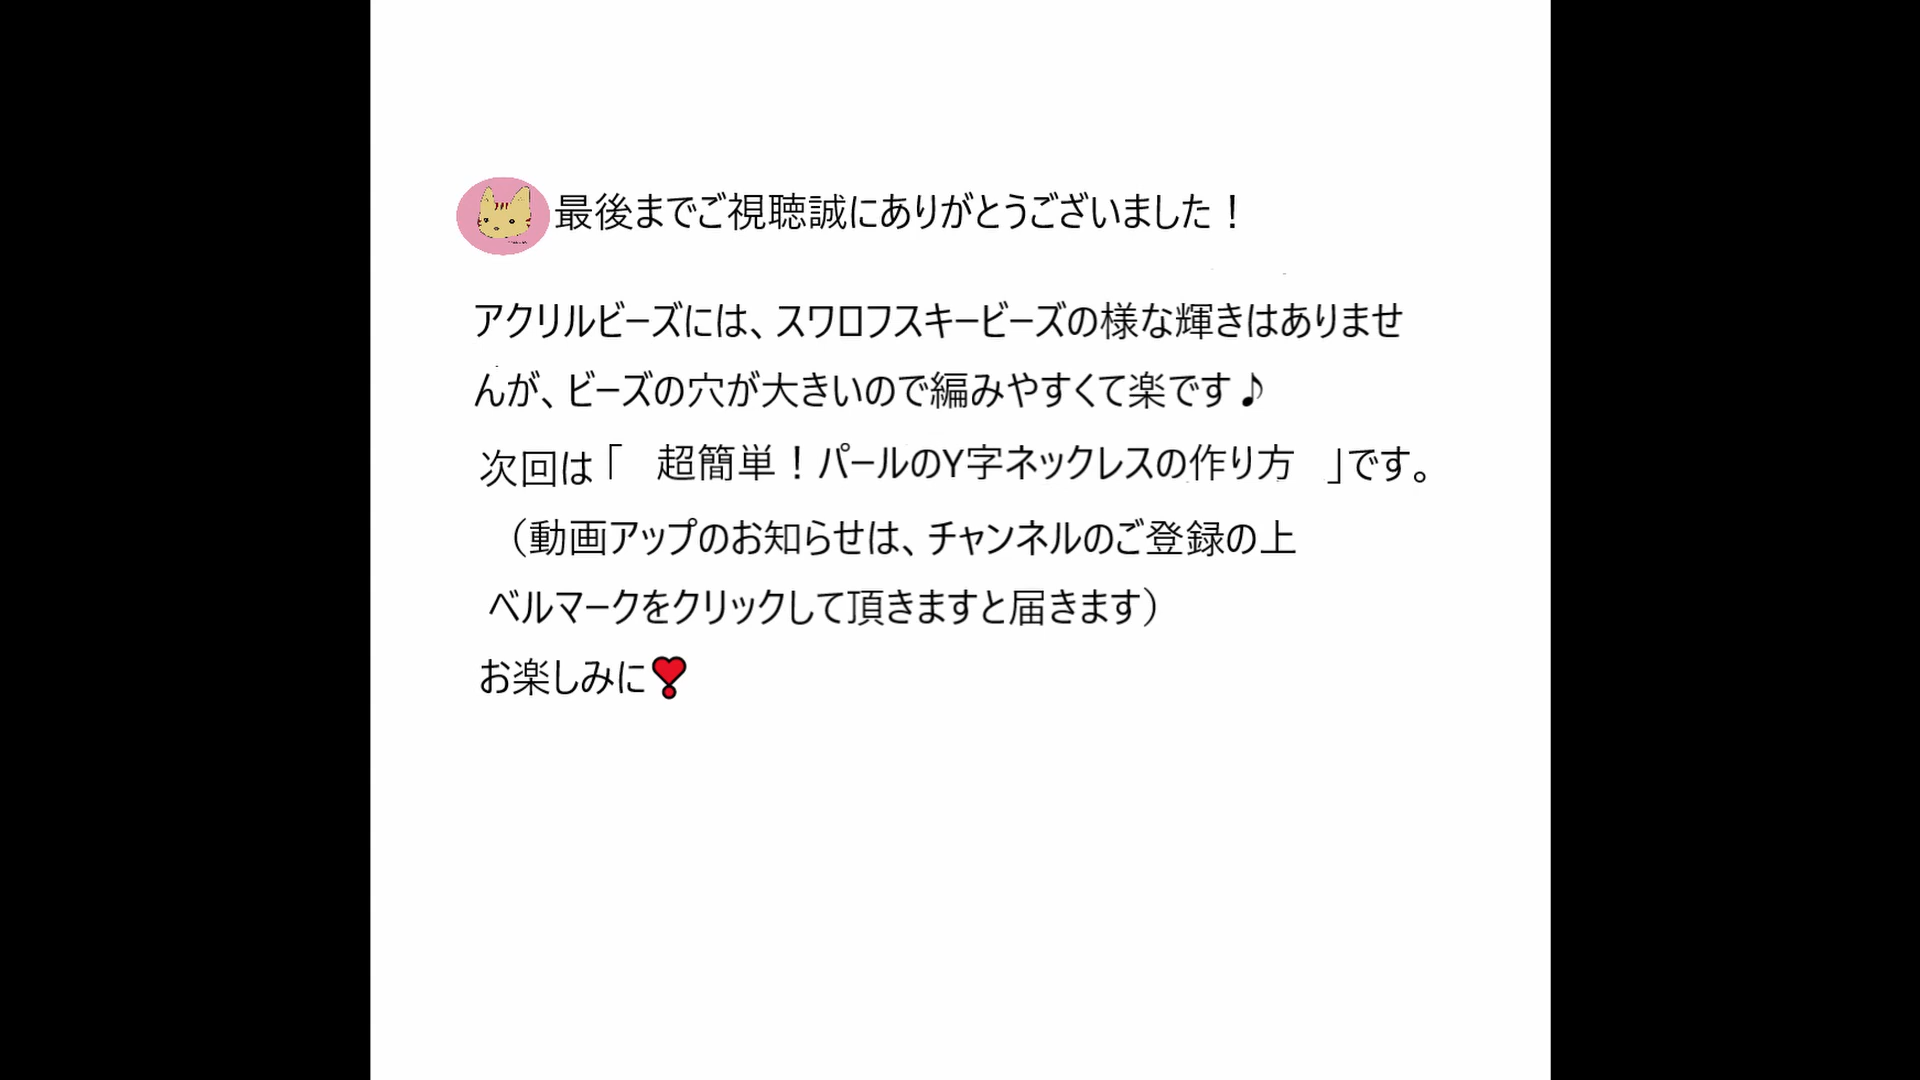 最後までご視聴誠にありがとうございました！
アクリルビーズには、スワロフスキービーズの様な輝きはありませ
んが、ビーズの穴が大きいので編みやすくて楽です♪
次回は「　超簡単！パールのY字ネックレスの作り方　」です。
（動画アップのお知らせは、チャンネルのご登録の上
ベルマークをクリックして頂きますと届きます）
お楽しみに❣